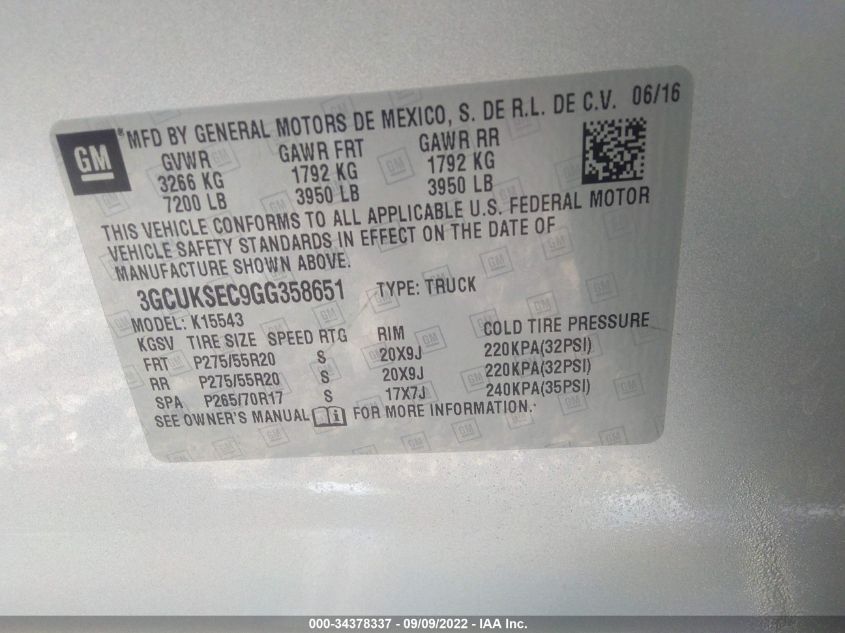 GM
® MFD BY GENERAL MOTORS DE MEXICO, S. DE R.L. DE C.V. 06/16
GVWR GAWR FRT GAWR RR
3266 KG 1792 KG 1792 KG
7200 LB 3950 LB 3950 LB
THIS VEHICLE CONFORMS TO ALL APPLICABLE U.S. FEDERAL MOTOR
VEHICLE SAFETY STANDARDS IN EFFECT ON THE DATE OF
MANUFACTURE SHOWN ABOVE.
3GCUKSEC9GG358651 TYPE: TRUCK
MODEL: K15543
KGSV TIRE SIZE SPEED RTG RIM COLD TIRE PRESSURE
FRT P275/55R20 S 20X9J 220KPA(32PSI)
RR P275/55R20 S 20X9J 220KPA(32PSI)
SPA P265/70R17 S 17X7J 240KPA(35PSI)
SEE OWNER'S MANUAL FOR MORE INFORMATION.
000-34378337 - 09/09/2022 - IAA Inc.